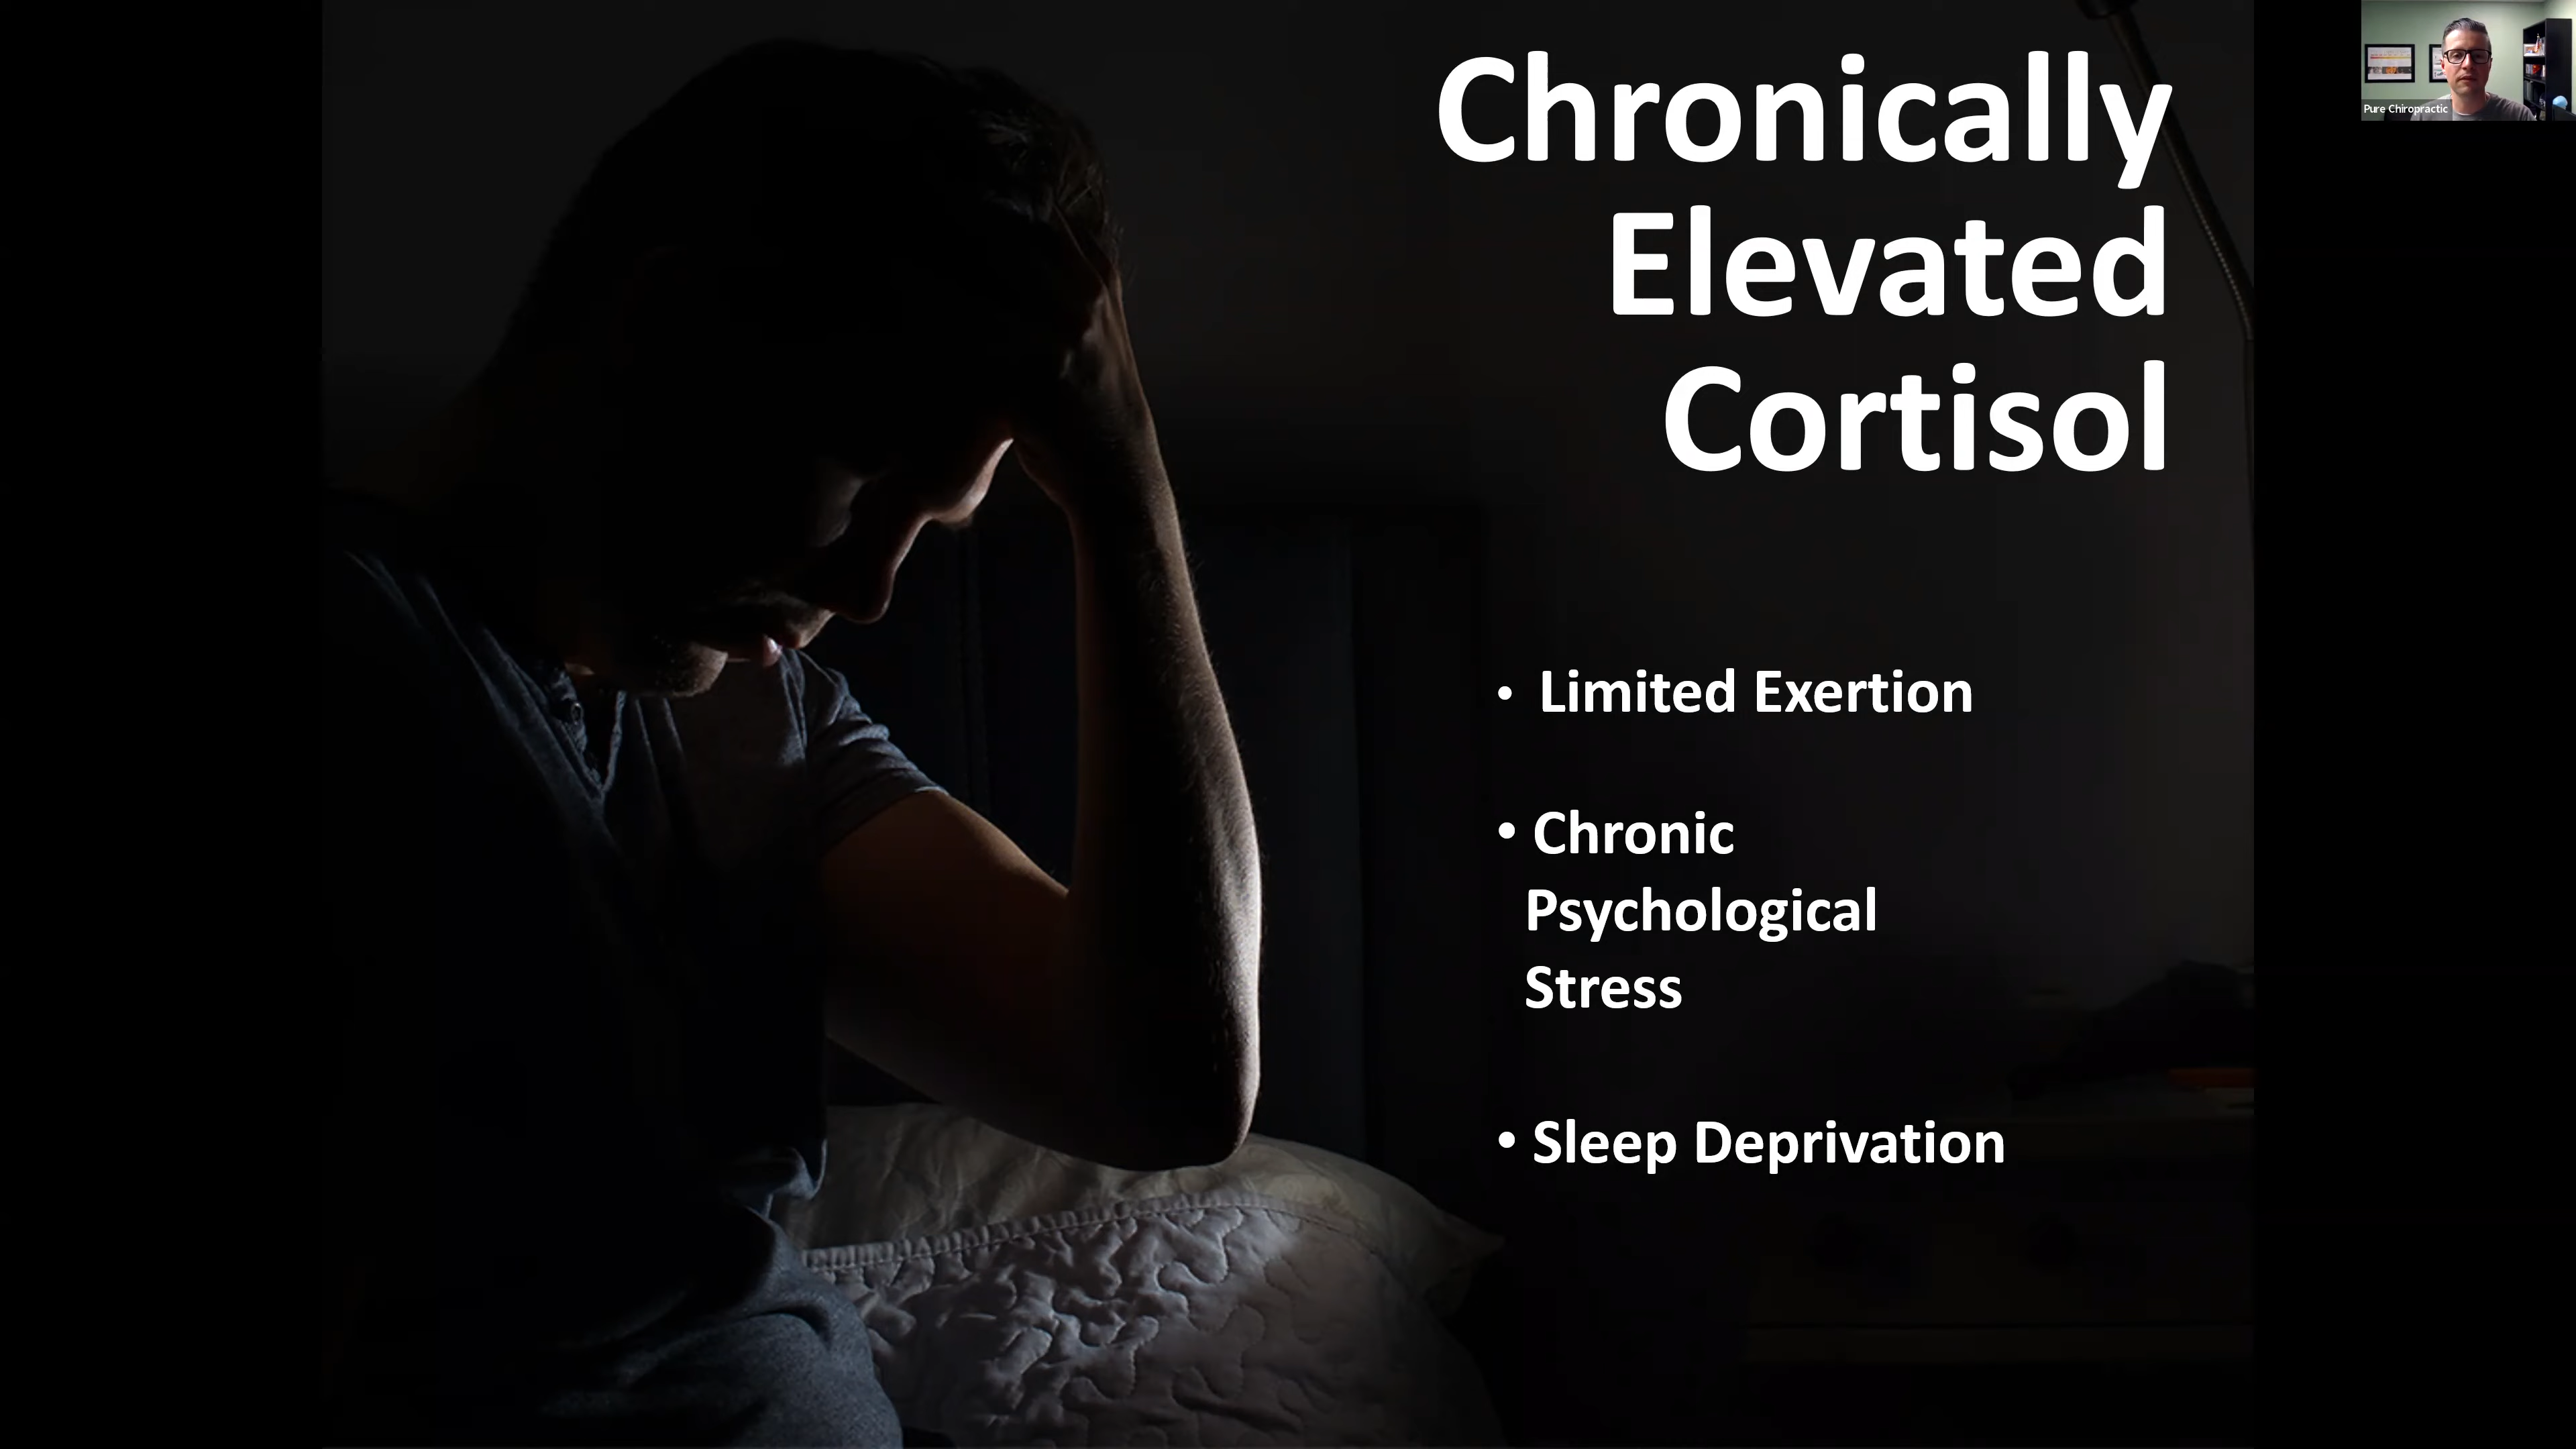 Chronically
Elevated
Cortisol
Pure Chiropractic
• Limited Exertion
• Chronic
Psychological
Stress
• Sleep Deprivation